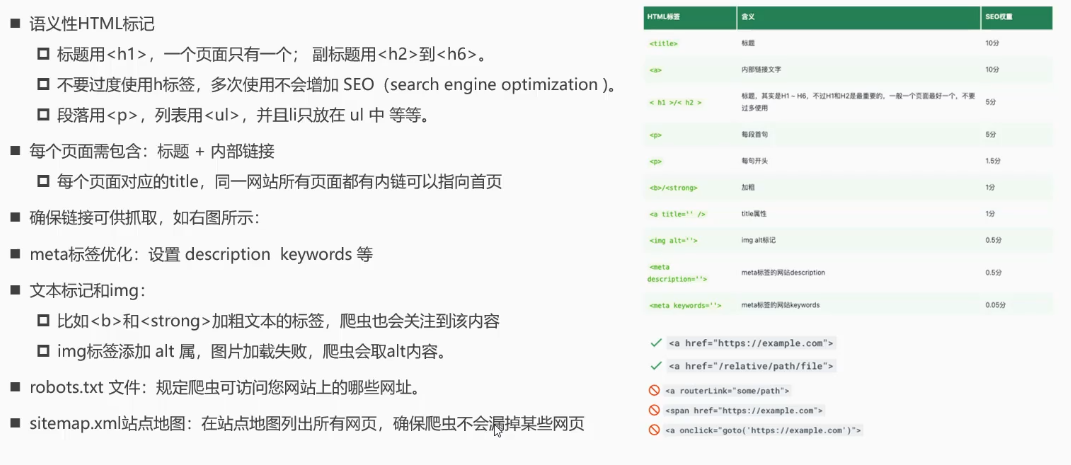 ■ 语义性HTML标记
标题用<h1>，一个页面只有一个； 副标题用<h2>到<h6>。
不要过度使用h标签，多次使用不会增加 SEO（search engine optimization )。
段落用<p>，列表用<ul>，并且li只放在 ul 中 等等。
■ 每个页面需包含：标题 + 内部链接
每个页面对应的title，同一网站所有页面都有内链可以指向首页
■ 确保链接可供抓取，如右图所示：
■ meta标签优化：设置 description keywords 等
■ 文本标记和img：
比如<b>和<strong>加粗文本的标签，爬虫也会关注到该内容
img标签添加 alt 属，图片加载失败，爬虫会取alt内容。
■ robots.txt 文件：规定爬虫可访问您网站上的哪些网址。
■ sitemap.xml站点地图：在站点地图列出所有网页，确保爬虫不会漏掉某些网页
HTML标签 含义 SEO权重
<title> 标题 10分
<a> 内部链接文字 10分
< h1 >/< h2 > 标题，其实是H1 ~ H6，不过H1和H2是最重要的，一般一个页面最好一个，不要
过多使用 5分
<p> 每段首句 5分
<p> 每句开头 1.5分
<b>/<strong> 加粗 1分
<a title='' /> title属性 1分
<img alt=''> img alt标记 0.5分
<meta
description=''> meta标签的网站description 0.5分
<meta keywords=''> meta标签的网站keywords 0.05分
<a href="https://example.com">
<a href="/relative/path/file">
<a routerLink="some/path">
<span href="https://example.com">
<a onclick="goto('https://example.com')">